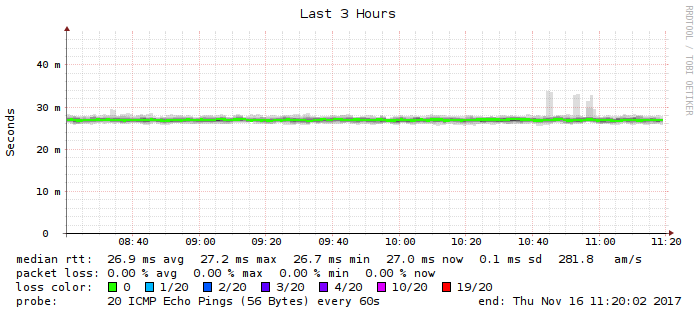 Last 3 Hours
RRDTOOL / TOBI OETIKER
Seconds
40 m
30 m
20 m
10 m
0
08:40 09:00 09:20 09:40 10:00 10:20 10:40 11:00 11:20
median rtt: 26.9 ms avg 27.2 ms max 26.7 ms min 27.0 ms now 0.1 ms sd 281.8 am/s
packet loss: 0.00 % avg 0.00 % max 0.00 % min 0.00 % now
loss color: 0 1/20 2/20 3/20 4/20 10/20 19/20
probe: 20 ICMP Echo Pings (56 Bytes) every 60s end: Thu Nov 16 11:20:02 2017